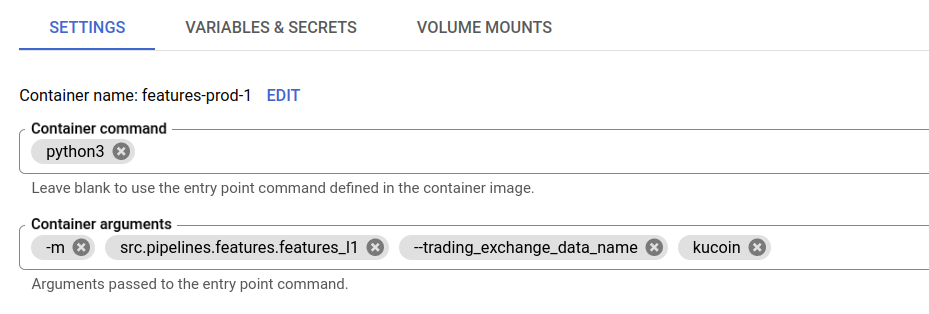 SETTINGS VARIABLES & SECRETS VOLUME MOUNTS
Container name: features-prod-1 EDIT
Container command
python3
Leave blank to use the entry point command defined in the container image.
Container arguments
-m src.pipelines.features.features_l1 --trading_exchange_data_name kucoin
Arguments passed to the entry point command.